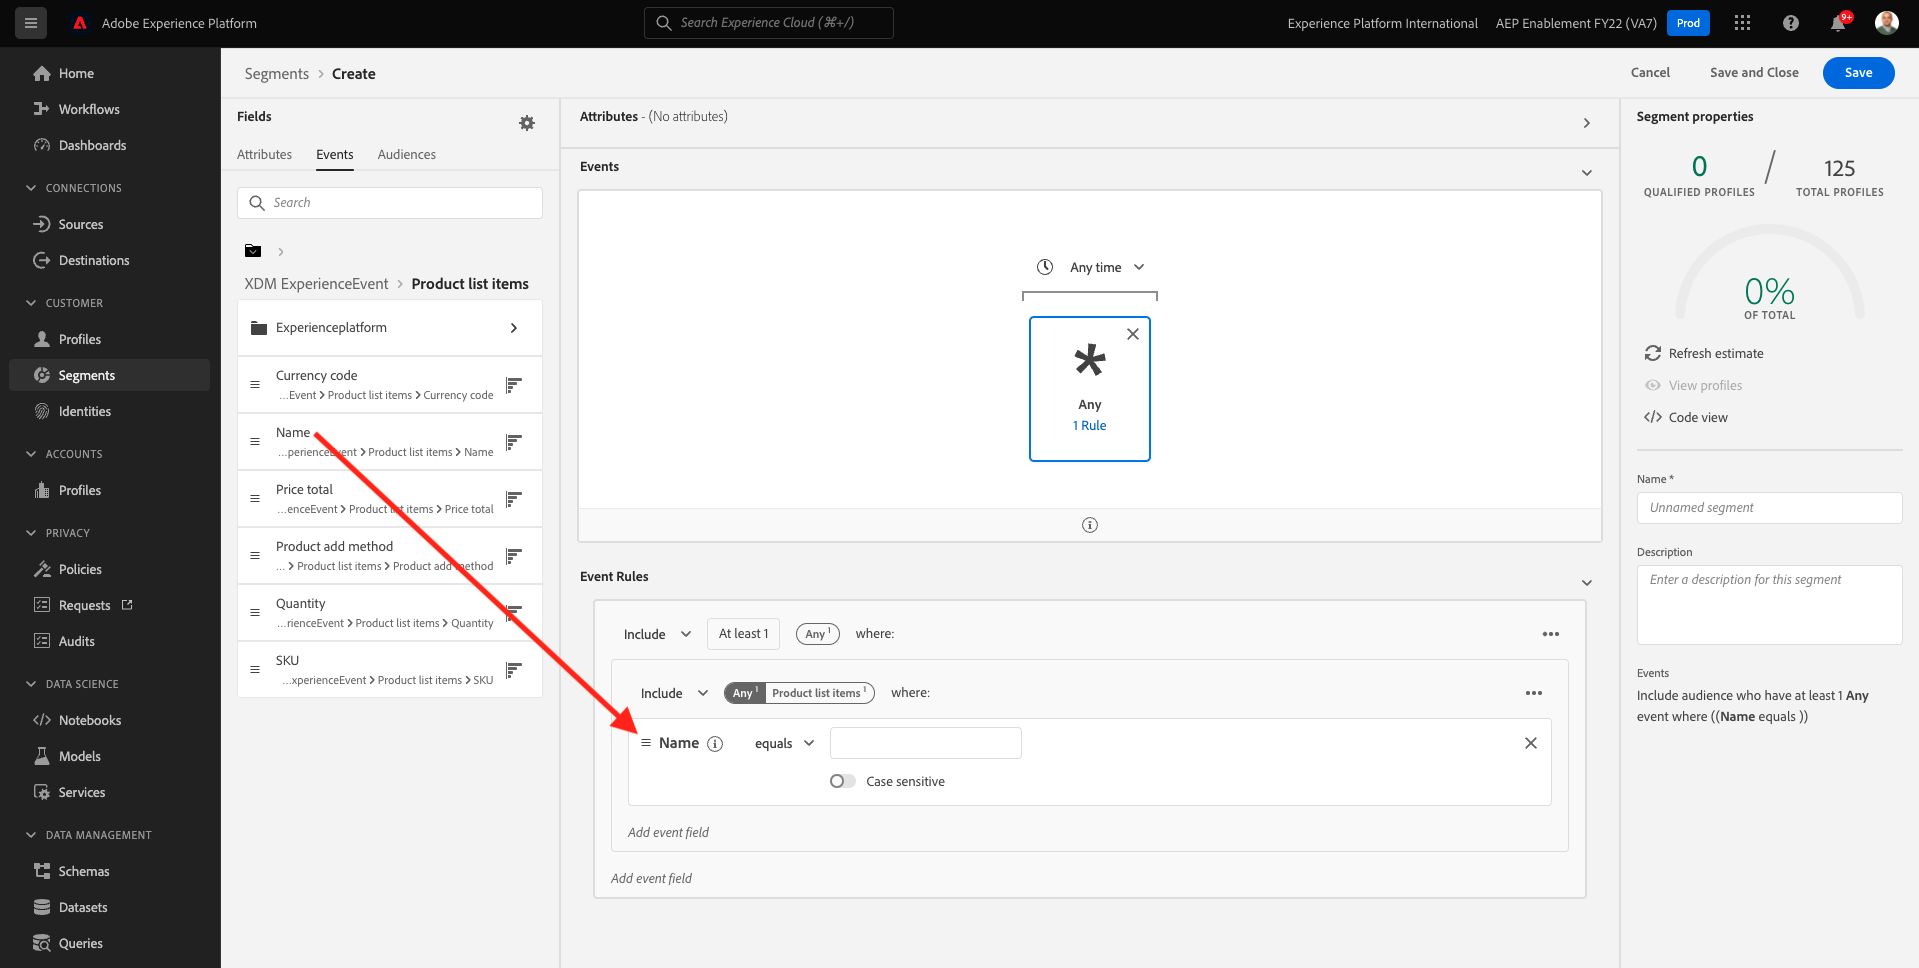 Adobe Experience Platform
Search Experience Cloud (⌘+/)
Experience Platform International
AEP Enablement FY22 (VA7)
Prod
9+
Home
Workflows
Dashboards
CONNECTIONS
Sources
Destinations
CUSTOMER
Profiles
Segments
Identities
ACCOUNTS
Profiles
PRIVACY
Policies
Requests
Audits
DATA SCIENCE
Notebooks
Models
Services
DATA MANAGEMENT
Schemas
Datasets
Queries
Segments > Create
Cancel
Save and Close
Save
Fields
Attributes
Events
Audiences
Search
XDM ExperienceEvent > Product list items
Experienceplatform
Currency code
...Event > Product list items > Currency code
Name
...perienceEvent > Product list items > Name
Price total
...enceEvent > Product list items > Price total
Product add method
... > Product list items > Product add method
Quantity
...rienceEvent > Product list items > Quantity
SKU
...xperienceEvent > Product list items > SKU
Attributes - (No attributes)
Events
Any time
Any
1 Rule
Event Rules
Include At least 1 Any 1 where:
Include Any 1 Product list items 1 where:
Name equals
Case sensitive
Add event field
Add event field
Segment properties
0 / 125
QUALIFIED PROFILES TOTAL PROFILES
0%
OF TOTAL
Refresh estimate
View profiles
</> Code view
Name *
Unnamed segment
Description
Enter a description for this segment
Events
Include audience who have at least 1 Any
event where ((Name equals ))